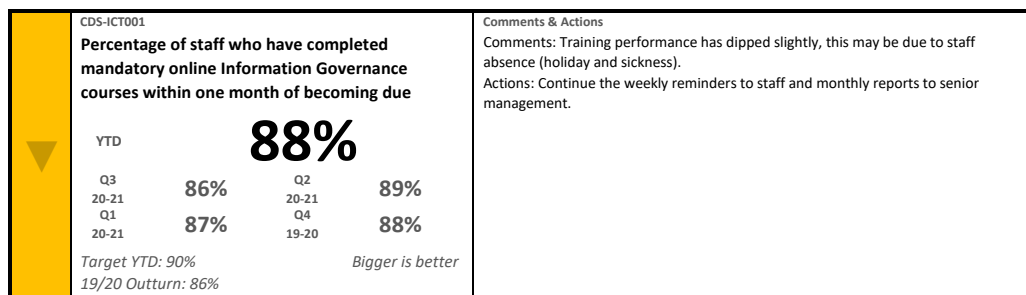 CDS-ICT001
Percentage of staff who have completed
mandatory online Information Governance
courses within one month of becoming due
YTD 88%
Q3 20-21 86% Q2 20-21 89%
Q1 20-21 87% Q4 19-20 88%
Target YTD: 90% Bigger is better
19/20 Outturn: 86%
Comments & Actions
Comments: Training performance has dipped slightly, this may be due to staff
absence (holiday and sickness).
Actions: Continue the weekly reminders to staff and monthly reports to senior
management.